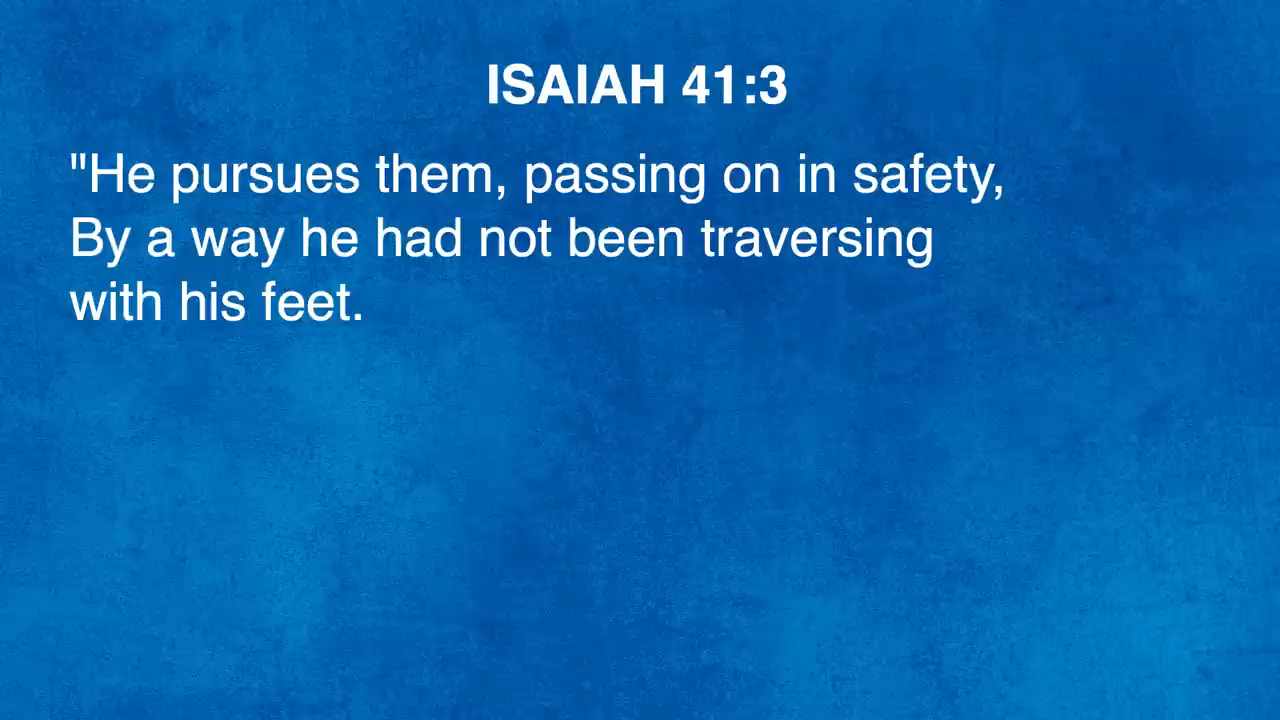 ISAIAH 41:3
"He pursues them, passing on in safety,
By a way he had not been traversing
with his feet.